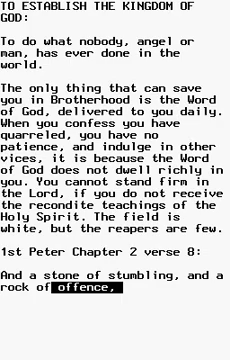 TO ESTABLISH THE KINGDOM OF
GOD:
To do what nobody, angel or
man, has ever done in the
world.
The only thing that can save
you in Brotherhood is the Word
of God, delivered to you daily.
When you confess you have
quarreled, you have no
patience, and indulge in other
vices, it is because the Word
of God does not dwell richly in
you. You cannot stand firm in
the Lord, if you do not receive
the recondite teachings of the
Holy Spirit. The field is
white, but the reapers are few.
1st Peter Chapter 2 verse 8:
And a stone of stumbling, and a
rock of offence,